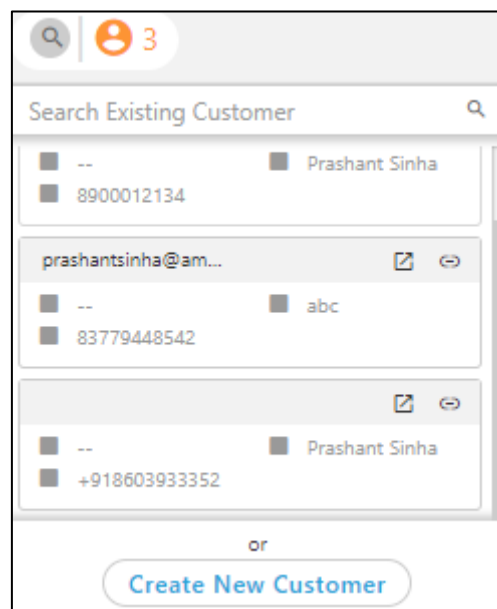 3
Search Existing Customer
-- Prashant Sinha
8900012134
prashantsinha@am...
-- abc
83779448542
-- Prashant Sinha
+918603933352
or
Create New Customer